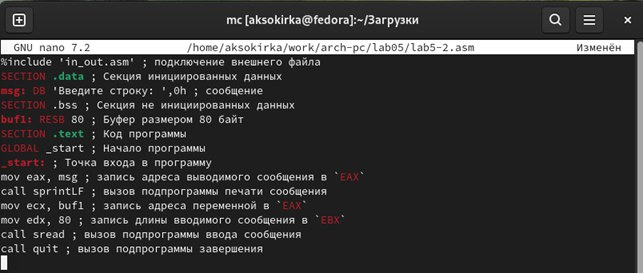 mc [aksokirka@fedora]:~/Загрузки
GNU nano 7.2 /home/aksokirka/work/arch-pc/lab05/lab5-2.asm Изменён
%include 'in_out.asm' ; подключение внешнего файла
SECTION .data ; Секция инициированных данных
msg: DB 'Введите строку: ',0h ; сообщение
SECTION .bss ; Секция не инициированных данных
buf1: RESB 80 ; Буфер размером 80 байт
SECTION .text ; Код программы
GLOBAL _start ; Начало программы
_start: ; Точка входа в программу
mov eax, msg ; запись адреса выводимого сообщения в `EAX`
call sprintLF ; вызов подпрограммы печати сообщения
mov ecx, buf1 ; запись адреса переменной в `EAX`
mov edx, 80 ; запись длины вводимого сообщения в `EBX`
call sread ; вызов подпрограммы ввода сообщения
call quit ; вызов подпрограммы завершения